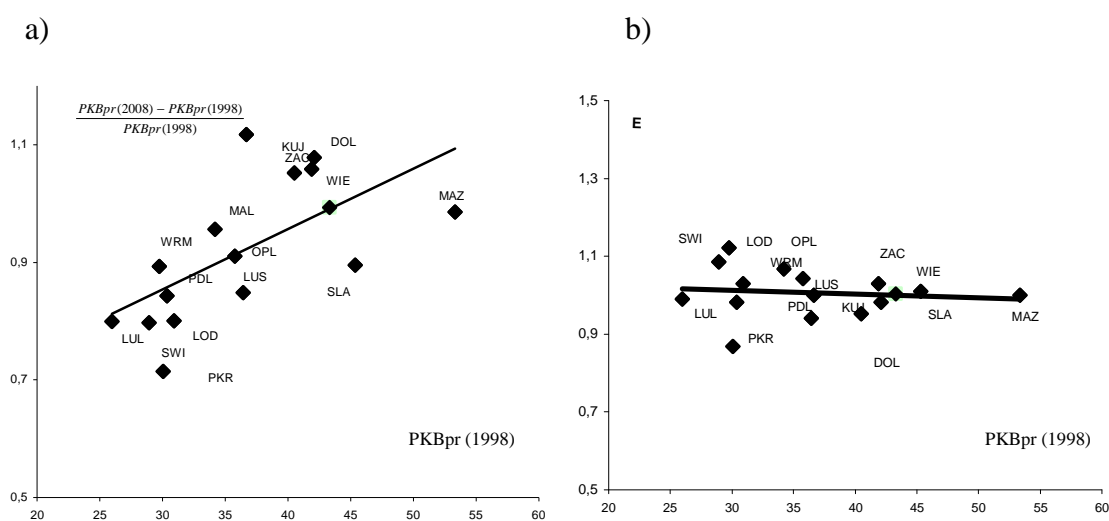 a)
PKBpr(2008) − PKBpr(1998)
PKBpr(1998)
1,1
KUJ
DOL
ZAC
WIE
MAL
MAZ
WRM
OPL
0,9
PDL
LUS
SLA
LUL
LOD
SWI
PKR
0,7
PKBpr (1998)
0,5
20 25 30 35 40 45 50 55 60
b)
1,5
E
1,3
SWI LOD OPL
ZAC
1,1
WRM
WIE
LUS
PDL KUJ
LUL
SLA MAZ
0,9
PKR
DOL
0,7
PKBpr (1998)
0,5
20 25 30 35 40 45 50 55 60